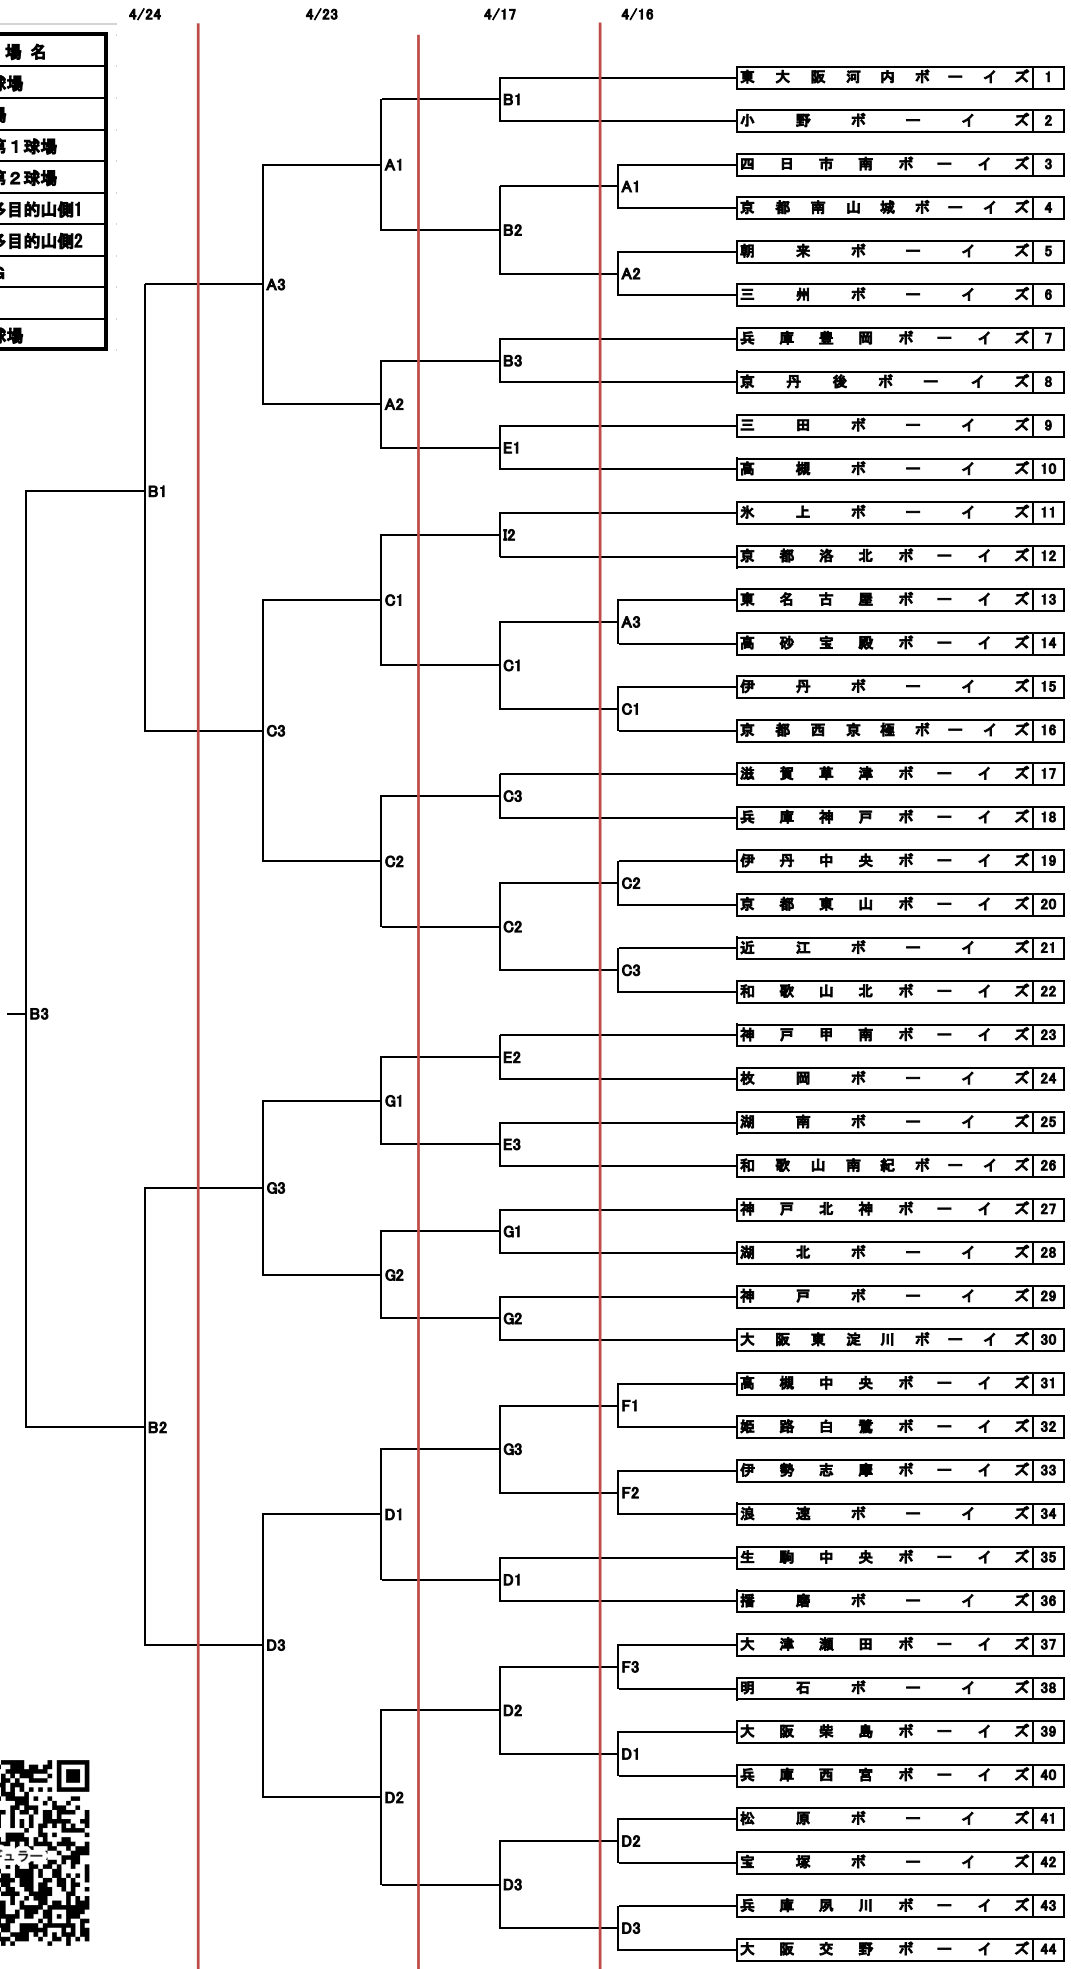 4/24 4/23 4/17 4/16
場 名
球場
場
第1球場
第2球場
多目的山側1
多目的山側2
G
球場
東大阪河内ボーイズ 1
B1
小野ボーイズ 2
A1
四日市南ボーイズ 3
A1
京都南山城ボーイズ 4
B2
朝来ボーイズ 5
A2
三州ボーイズ 6
A3
兵庫豊岡ボーイズ 7
B3
京丹後ボーイズ 8
A2
三田ボーイズ 9
E1
高槻ボーイズ 10
B1
氷上ボーイズ 11
I2
京都洛北ボーイズ 12
C1
東名古屋ボーイズ 13
A3
高砂宝殿ボーイズ 14
C1
伊丹ボーイズ 15
C1
京都西京極ボーイズ 16
C3
滋賀草津ボーイズ 17
C3
兵庫神戸ボーイズ 18
C2
伊丹中央ボーイズ 19
C2
京都東山ボーイズ 20
C2
近江ボーイズ 21
C3
和歌山北ボーイズ 22
B3
神戸甲南ボーイズ 23
E2
枚岡ボーイズ 24
G1
湖南ボーイズ 25
E3
和歌山南紀ボーイズ 26
G3
神戸北神ボーイズ 27
G1
湖北ボーイズ 28
G2
神戸ボーイズ 29
G2
大阪東淀川ボーイズ 30
高槻中央ボーイズ 31
F1
姫路白鷺ボーイズ 32
B2
G3
伊勢志摩ボーイズ 33
F2
浪速ボーイズ 34
D1
生駒中央ボーイズ 35
D1
播磨ボーイズ 36
D3
大津瀬田ボーイズ 37
F3
明石ボーイズ 38
D2
大阪柴島ボーイズ 39
D1
兵庫西宮ボーイズ 40
D2
松原ボーイズ 41
D2
宝塚ボーイズ 42
D3
兵庫夙川ボーイズ 43
D3
大阪交野ボーイズ 44
ギュラー